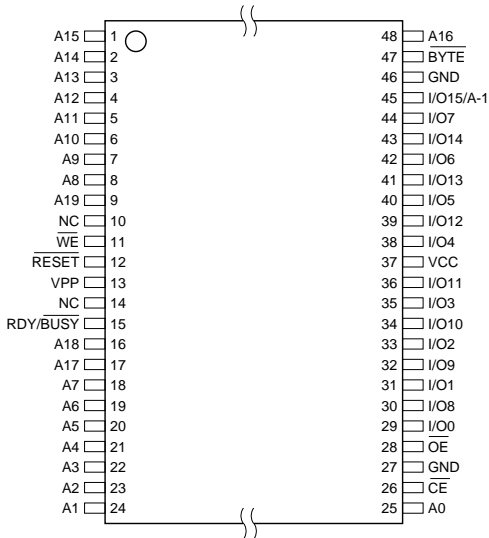 A15 1 48 A16
A14 2 47 BYTE
A13 3 46 GND
A12 4 45 I/O15/A-1
A11 5 44 I/O7
A10 6 43 I/O14
A9 7 42 I/O6
A8 8 41 I/O13
A19 9 40 I/O5
NC 10 39 I/O12
WE 11 38 I/O4
RESET 12 37 VCC
VPP 13 36 I/O11
NC 14 35 I/O3
RDY/BUSY 15 34 I/O10
A18 16 33 I/O2
A17 17 32 I/O9
A7 18 31 I/O1
A6 19 30 I/O8
A5 20 29 I/O0
A4 21 28 OE
A3 22 27 GND
A2 23 26 CE
A1 24 25 A0